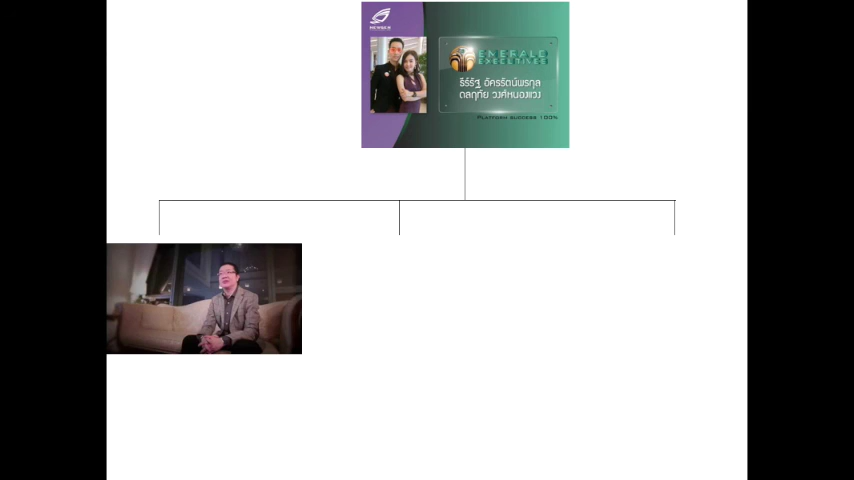 EMERALD
EXECUTIVES
ธีร์รัฐ อัครรัตน์พรกุล
ดลฤทัย วงศ์หนองแวง
PLATFORM SUCCESS 100%